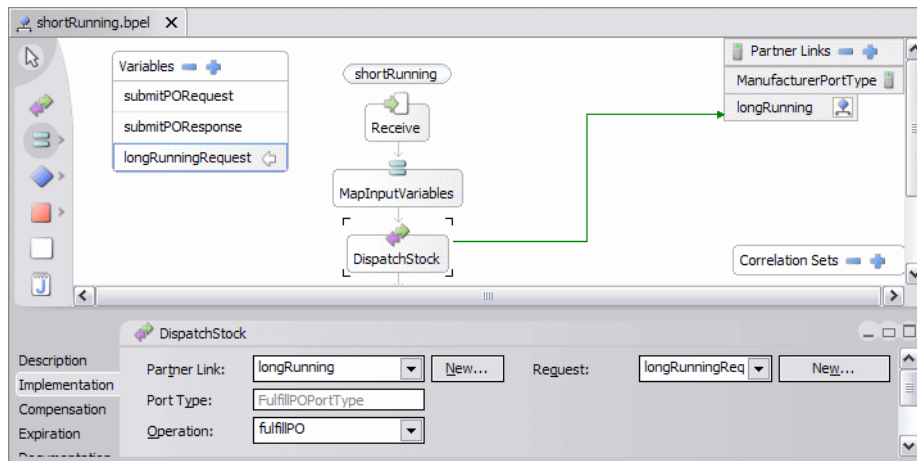 shortRunning.bpel X
Variables
submitPORequest
submitPOResponse
longRunningRequest
shortRunning
Receive
MapInputVariables
DispatchStock
Partner Links
ManufacturerPortType
longRunning
Correlation Sets
J
DispatchStock
Description
Implementation
Compensation
Expiration
Documentation
Partner Link: longRunning New... Request: longRunningReq New...
Port Type: FulfillPOPortType
Operation: fulfillPO